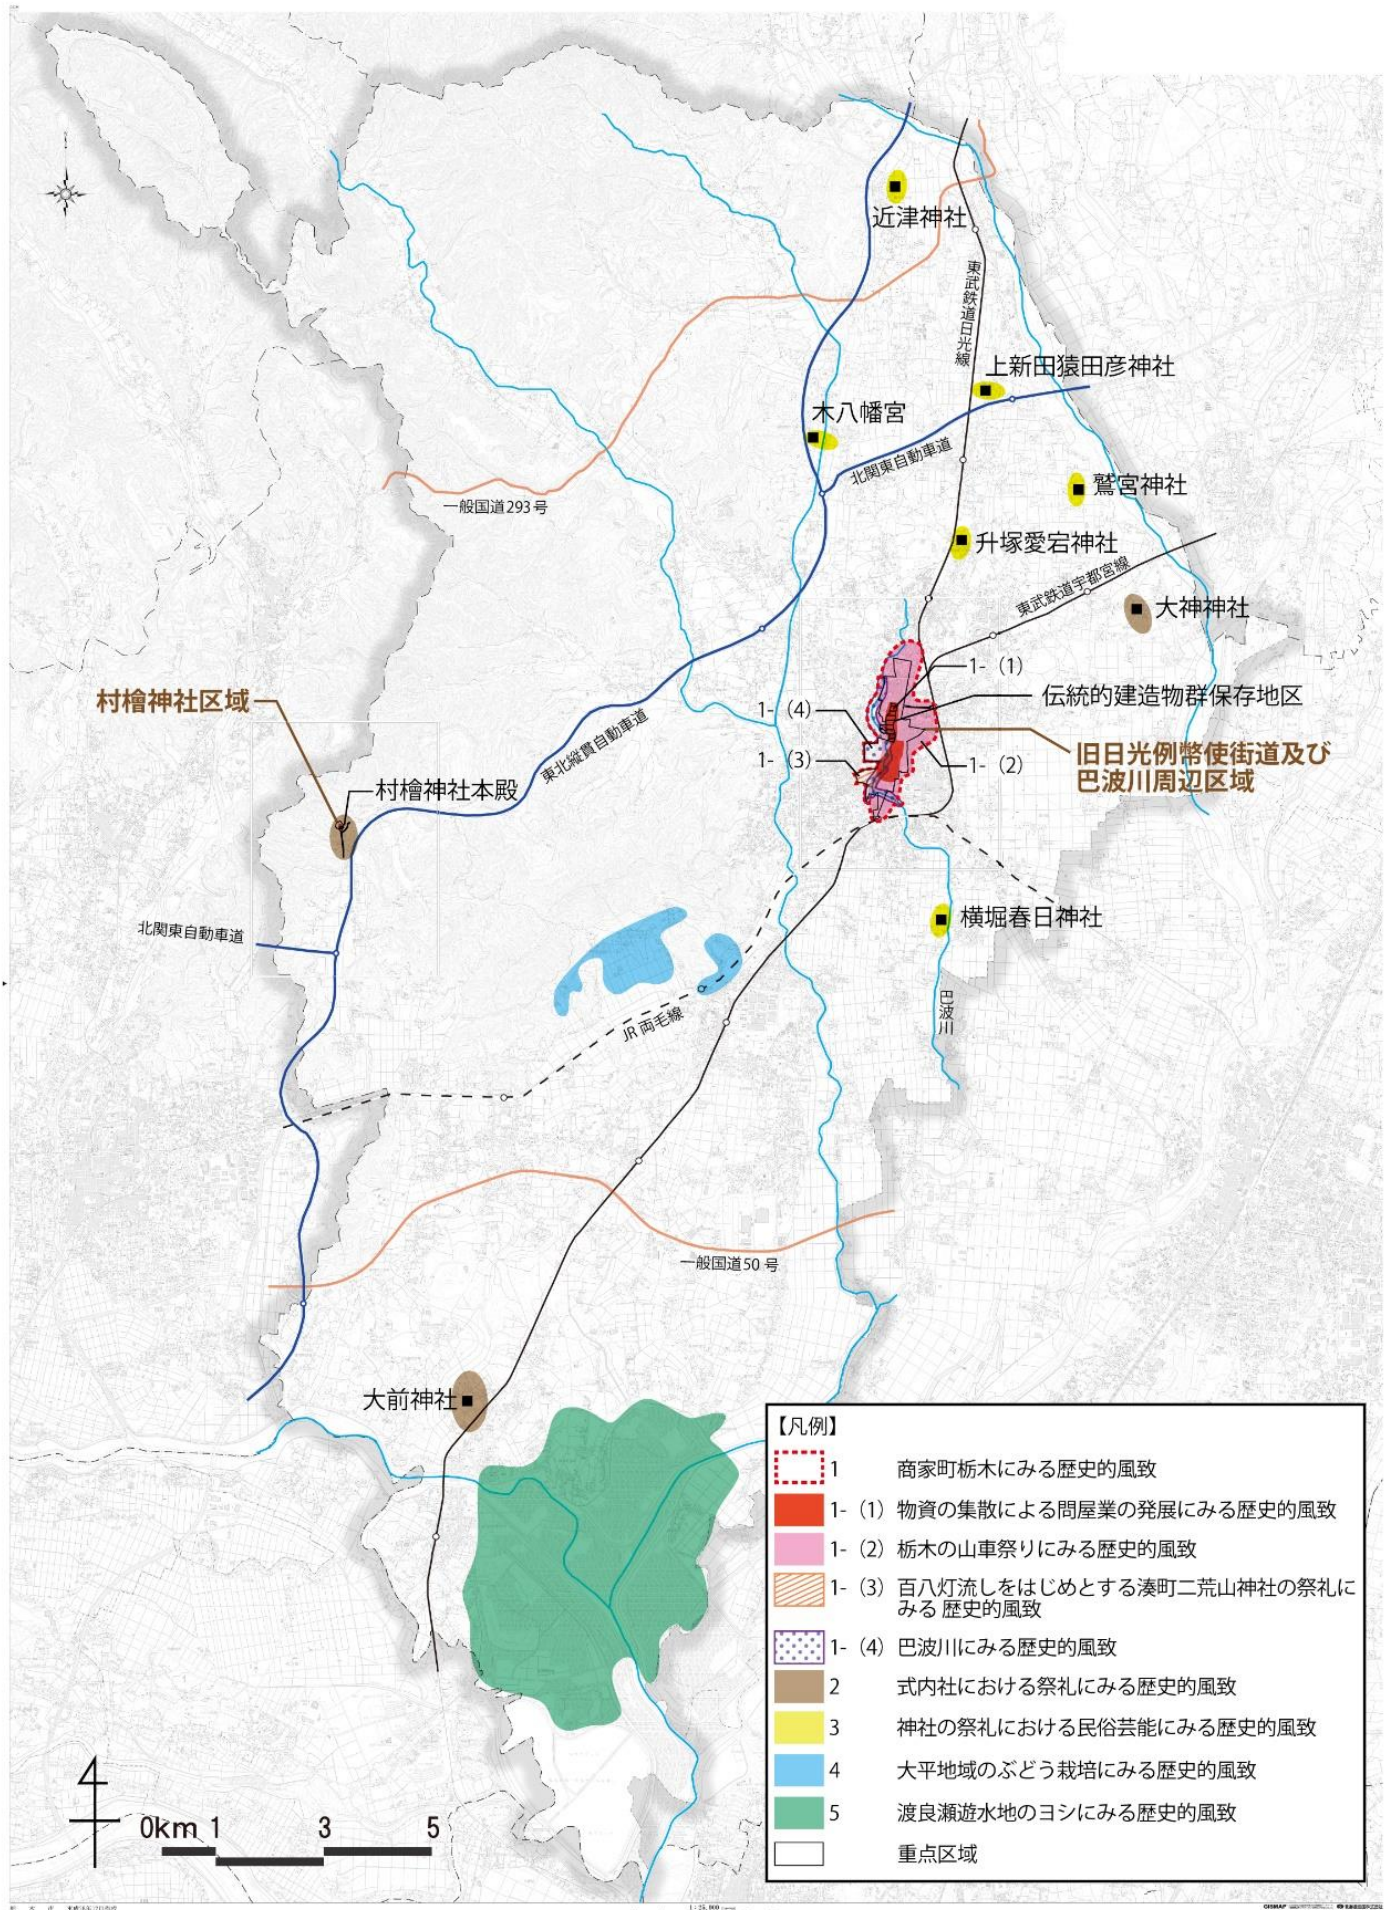 近津神社
東武鉄道日光線
上新田猿田彦神社
木八幡宮
北関東自動車道
鷲宮神社
一般国道293号
升塚愛宕神社
東武鉄道宇都宮線
大神神社
1-（1）
村檜神社区域
伝統的建造物群保存地区
1-（4）
東北縦貫自動車道
1-（3）
1-（2）
旧日光例幣使街道及び
巴波川周辺区域
村檜神社本殿
横堀春日神社
北関東自動車道
巴波川
JR両毛線
一般国道50号
大前神社
【凡例】
1 商家町栃木にみる歴史的風致
1-（1）物資の集散による問屋業の発展にみる歴史的風致
1-（2）栃木の山車祭りにみる歴史的風致
1-（3）百八灯流しをはじめとする湊町二荒山神社の祭礼に
みる 歴史的風致
1-（4）巴波川にみる歴史的風致
2 式内社における祭礼にみる歴史的風致
3 神社の祭礼における民俗芸能にみる歴史的風致
4 大平地域のぶどう栽培にみる歴史的風致
5 渡良瀬遊水地のヨシにみる歴史的風致
重点区域
0km 1 3 5